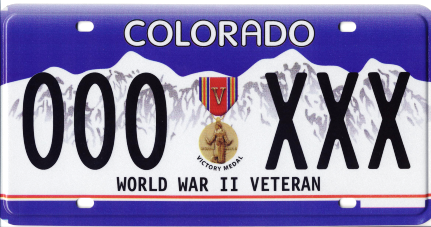 COLORADO
000 XXX
V
VICTORY MEDAL
WORLD WAR II VETERAN